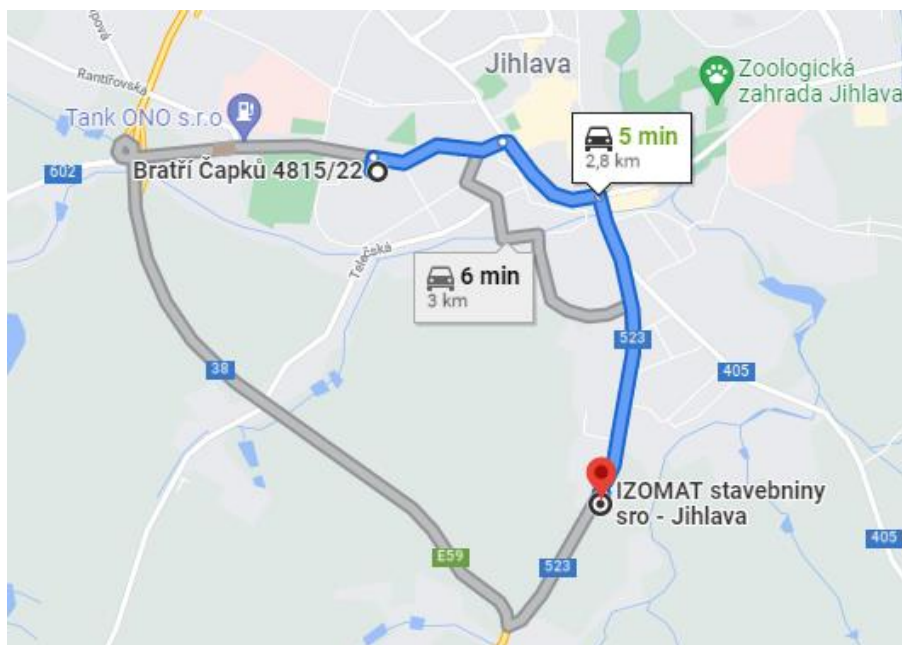 Rantířovská
Jihlava
Zoologická
zahrada Jihlava
Tank ONO s.r.o
5 min
2,8 km
602
Bratří Čapků 4815/22
Telečská
6 min
3 km
523
38
405
IZOMAT stavebniny
sro - Jihlava
405
E59
523